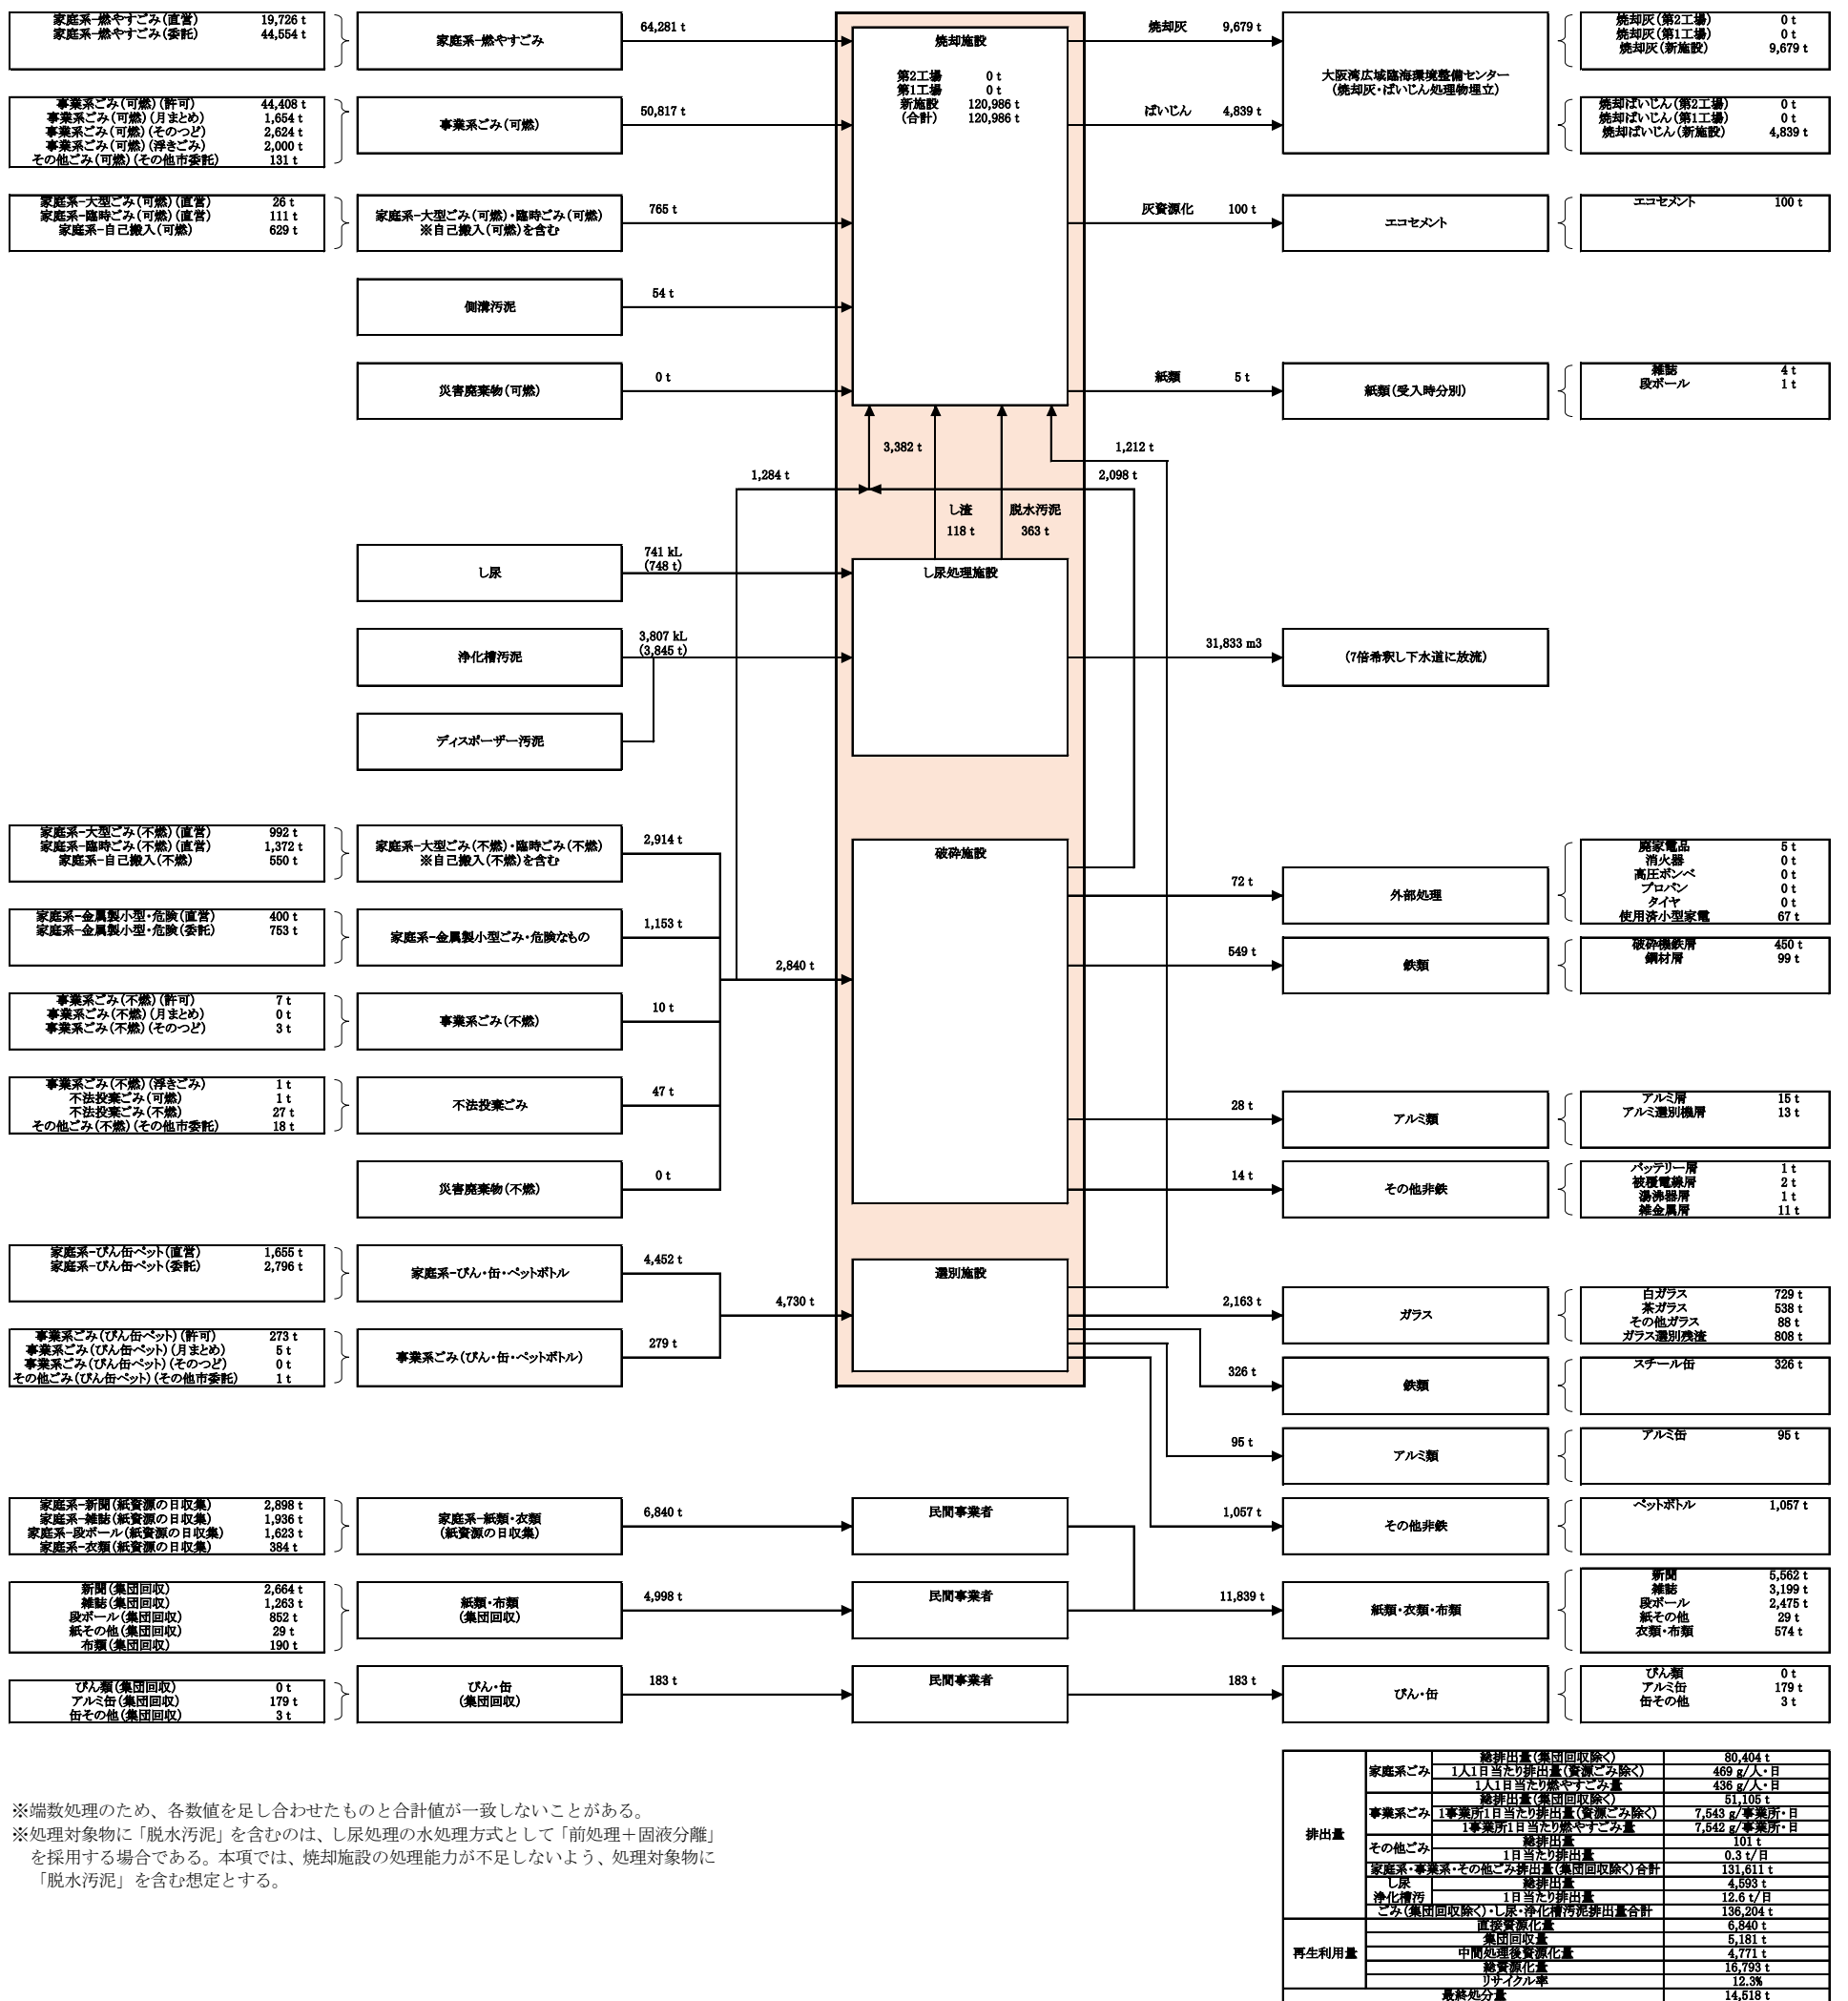 家庭系-燃やすごみ(直営) 19,726 t
家庭系-燃やすごみ(委託) 44,554 t
家庭系-燃やすごみ
64,281 t
事業系ごみ(可燃)(許可) 44,408 t
事業系ごみ(可燃)(月まとめ) 1,654 t
事業系ごみ(可燃)(そのつど) 2,624 t
事業系ごみ(可燃)(浮きごみ) 2,000 t
その他ごみ(可燃)(その他市委託) 131 t
事業系ごみ(可燃)
50,817 t
家庭系-大型ごみ(可燃)(直営) 26 t
家庭系-臨時ごみ(可燃)(直営) 111 t
家庭系-自己搬入(可燃) 629 t
家庭系-大型ごみ(可燃)・臨時ごみ(可燃)
※自己搬入(可燃)を含む
765 t
側溝汚泥
54 t
災害廃棄物(可燃)
0 t
焼却施設
第2工場 0 t
第1工場 0 t
新施設 120,986 t
(合計) 120,986 t
焼却灰 9,679 t
ばいじん 4,839 t
大阪湾広域臨海環境整備センター
(焼却灰・ばいじん処理物埋立)
焼却灰(第2工場) 0 t
焼却灰(第1工場) 0 t
焼却灰(新施設) 9,679 t
焼却ばいじん(第2工場) 0 t
焼却ばいじん(第1工場) 0 t
焼却ばいじん(新施設) 4,839 t
灰資源化 100 t
エコセメント
エコセメント 100 t
紙類 5 t
紙類(受入時分別)
雑誌 4 t
段ボール 1 t
3,382 t
1,212 t
1,284 t
2,098 t
し渣
118 t
脱水汚泥
363 t
し尿
741 kL
(748 t)
し尿処理施設
浄化槽汚泥
3,807 kL
(3,845 t)
31,833 m3
(7倍希釈し下水道に放流)
ディスポーザー汚泥
家庭系-大型ごみ(不燃)(直営) 992 t
家庭系-臨時ごみ(不燃)(直営) 1,372 t
家庭系-自己搬入(不燃) 550 t
家庭系-大型ごみ(不燃)・臨時ごみ(不燃)
※自己搬入(不燃)を含む
2,914 t
家庭系-金属製小型・危険(直営) 400 t
家庭系-金属製小型・危険(委託) 753 t
家庭系-金属製小型ごみ・危険なもの
1,153 t
2,840 t
事業系ごみ(不燃)(許可) 7 t
事業系ごみ(不燃)(月まとめ) 0 t
事業系ごみ(不燃)(そのつど) 3 t
事業系ごみ(不燃)
10 t
事業系ごみ(不燃)(浮きごみ) 1 t
不法投棄ごみ(可燃) 1 t
不法投棄ごみ(不燃) 27 t
その他ごみ(不燃)(その他市委託) 18 t
不法投棄ごみ
47 t
災害廃棄物(不燃)
0 t
破砕施設
72 t
外部処理
廃家電品 5 t
消火器 0 t
高圧ボンベ 0 t
プロパン 0 t
タイヤ 0 t
使用済小型家電 67 t
549 t
鉄類
破砕機鉄屑 450 t
鋼材屑 99 t
28 t
アルミ類
アルミ屑 15 t
アルミ選別機屑 13 t
14 t
その他非鉄
バッテリー屑 1 t
被覆電線屑 2 t
湯沸器屑 1 t
雑金属屑 11 t
家庭系-びん缶ペット(直営) 1,655 t
家庭系-びん缶ペット(委託) 2,796 t
家庭系-びん・缶・ペットボトル
4,452 t
4,730 t
事業系ごみ(びん缶ペット)(許可) 273 t
事業系ごみ(びん缶ペット)(月まとめ) 5 t
事業系ごみ(びん缶ペット)(そのつど) 0 t
その他ごみ(びん缶ペット)(その他市委託) 1 t
事業系ごみ(びん・缶・ペットボトル)
279 t
選別施設
2,163 t
ガラス
白ガラス 729 t
茶ガラス 538 t
その他ガラス 88 t
ガラス選別残渣 808 t
326 t
鉄類
スチール缶 326 t
95 t
アルミ類
アルミ缶 95 t
1,057 t
その他非鉄
ペットボトル 1,057 t
家庭系-新聞(紙資源の日収集) 2,898 t
家庭系-雑誌(紙資源の日収集) 1,936 t
家庭系-段ボール(紙資源の日収集) 1,623 t
家庭系-衣類(紙資源の日収集) 384 t
家庭系-紙類・衣類
(紙資源の日収集)
6,840 t
民間事業者
新聞(集団回収) 2,664 t
雑誌(集団回収) 1,263 t
段ボール(集団回収) 852 t
紙その他(集団回収) 29 t
布類(集団回収) 190 t
紙類・布類
(集団回収)
4,998 t
民間事業者
11,839 t
紙類・衣類・布類
新聞 5,562 t
雑誌 3,199 t
段ボール 2,475 t
紙その他 29 t
衣類・布類 574 t
びん類(集団回収) 0 t
アルミ缶(集団回収) 179 t
缶その他(集団回収) 3 t
びん・缶
(集団回収)
183 t
民間事業者
183 t
びん・缶
びん類 0 t
アルミ缶 179 t
缶その他 3 t
※端数処理のため、各数値を足し合わせたものと合計値が一致しないことがある。
※処理対象物に「脱水汚泥」を含むのは、し尿処理の水処理方式として「前処理+固液分離」
を採用する場合である。本項では、焼却施設の処理能力が不足しないよう、処理対象物に
「脱水汚泥」を含む想定とする。
排出量
家庭系ごみ
総排出量(集団回収除く) 80,404 t
1人1日当たり排出量(資源ごみ除く) 469 g/人・日
1人1日当たり燃やすごみ量 436 g/人・日
事業系ごみ
総排出量(集団回収除く) 51,105 t
1事業所1日当たり排出量(資源ごみ除く) 7,543 g/事業所・日
1事業所1日当たり燃やすごみ量 7,542 g/事業所・日
その他ごみ
総排出量 101 t
1日当たり排出量 0.3 t/日
家庭系・事業系・その他ごみ排出量(集団回収除く)合計 131,611 t
し尿
浄化槽汚
総排出量 4,593 t
1日当たり排出量 12.6 t/日
ごみ(集団回収除く)・し尿・浄化槽汚泥排出量合計 136,204 t
再生利用量
直接資源化量 6,840 t
集団回収量 5,181 t
中間処理後資源化量 4,771 t
総資源化量 16,793 t
リサイクル率 12.3%
最終処分量 14,518 t